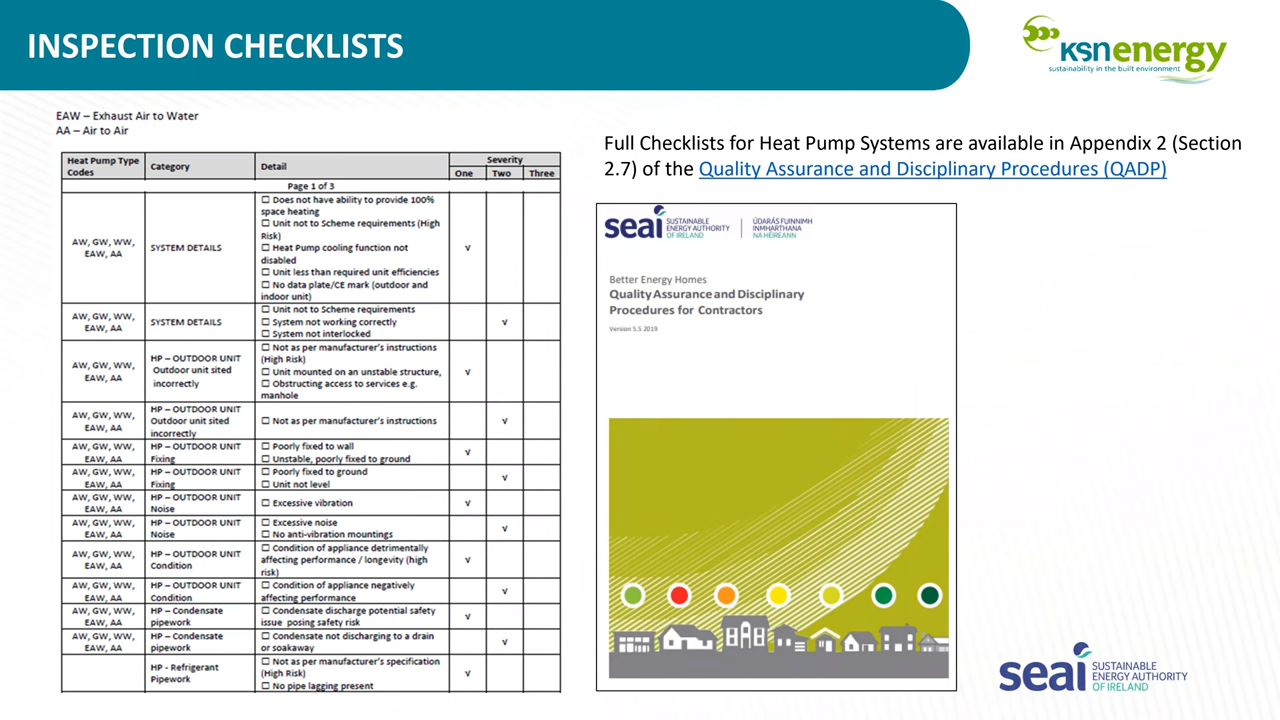 INSPECTION CHECKLISTS
KSNenergy
sustainability in the built environment
EAW – Exhaust Air to Water
AA – Air to Air
Heat Pump Type Codes Category Detail Severity
One Two Three
Page 1 of 3
AW, GW, WW, EAW, AA SYSTEM DETAILS
☐ Does not have ability to provide 100%
space heating
☐ Unit not to Scheme requirements (High
Risk)
☐ Heat Pump cooling function not
disabled
☐ Unit less than required unit efficiencies
☐ No data plate/CE mark (outdoor and
indoor unit)
√
AW, GW, WW, EAW, AA SYSTEM DETAILS
☐ Unit not to Scheme requirements
☐ System not working correctly
☐ System not interlocked
√
AW, GW, WW, EAW, AA HP – OUTDOOR UNIT Outdoor unit sited incorrectly
☐ Not as per manufacturer's instructions
(High Risk)
☐ Unit mounted on an unstable structure,
☐ Obstructing access to services e.g.
manhole
√
AW, GW, WW, EAW, AA HP – OUTDOOR UNIT Outdoor unit sited incorrectly
☐ Not as per manufacturer's instructions
√
AW, GW, WW, EAW, AA HP – OUTDOOR UNIT Fixing
☐ Poorly fixed to wall
☐ Unstable, poorly fixed to ground
√
AW, GW, WW, EAW, AA HP – OUTDOOR UNIT Fixing
☐ Poorly fixed to ground
☐ Unit not level
√
AW, GW, WW, EAW, AA HP – OUTDOOR UNIT Noise
☐ Excessive vibration
√
AW, GW, WW, EAW, AA HP – OUTDOOR UNIT Noise
☐ Excessive noise
☐ No anti-vibration mountings
√
AW, GW, WW, EAW, AA HP – OUTDOOR UNIT Condition
☐ Condition of appliance detrimentally
affecting performance / longevity (high
risk)
√
AW, GW, WW, EAW, AA HP – OUTDOOR UNIT Condition
☐ Condition of appliance negatively
affecting performance
√
AW, GW, WW, EAW, AA HP – Condensate pipework
☐ Condensate discharge potential safety
issue posing safety risk
√
AW, GW, WW, EAW, AA HP – Condensate pipework
☐ Condensate not discharging to a drain
or soakaway
√
HP - Refrigerant Pipework
☐ Not as per manufacturer's specification
(High Risk)
☐ No pipe lagging present
√
Full Checklists for Heat Pump Systems are available in Appendix 2 (Section
2.7) of the Quality Assurance and Disciplinary Procedures (QADP)
seai SUSTAINABLE ENERGY AUTHORITY OF IRELAND
ÚDARÁS FUINNIMH INMHARTHANA NA HÉIREANN
Better Energy Homes
Quality Assurance and Disciplinary
Procedures for Contractors
Version 5.5 2019
seai SUSTAINABLE
ENERGY AUTHORITY
OF IRELAND